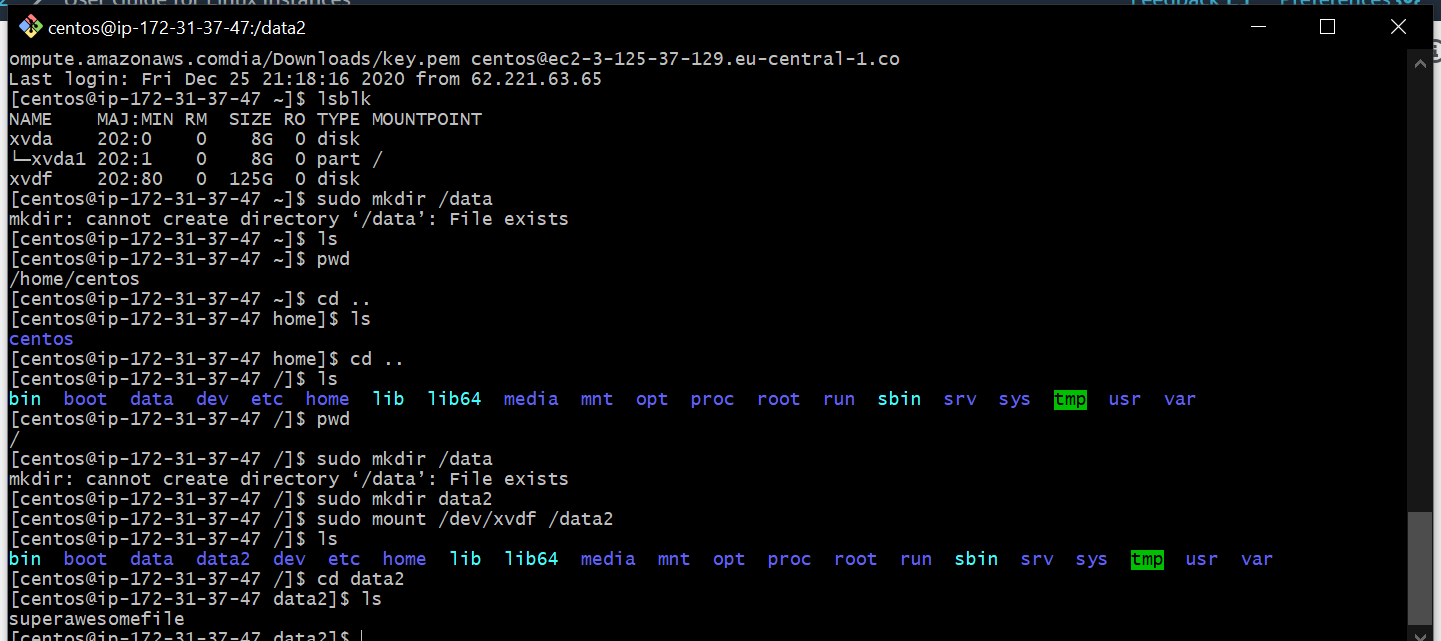 User Guide for Linux Instances
Feedback
Preferences
centos@ip-172-31-37-47:/data2
ompute.amazonaws.comdia/Downloads/key.pem centos@ec2-3-125-37-129.eu-central-1.co
Last login: Fri Dec 25 21:18:16 2020 from 62.221.63.65
[centos@ip-172-31-37-47 ~]$ lsblk
NAME    MAJ:MIN RM  SIZE RO TYPE MOUNTPOINT
xvda    202:0    0    8G  0 disk
└─xvda1 202:1    0    8G  0 part /
xvdf    202:80   0  125G  0 disk
[centos@ip-172-31-37-47 ~]$ sudo mkdir /data
mkdir: cannot create directory ‘/data’: File exists
[centos@ip-172-31-37-47 ~]$ ls
[centos@ip-172-31-37-47 ~]$ pwd
/home/centos
[centos@ip-172-31-37-47 ~]$ cd ..
[centos@ip-172-31-37-47 home]$ ls
centos
[centos@ip-172-31-37-47 home]$ cd ..
[centos@ip-172-31-37-47 /]$ ls
bin  boot  data  dev  etc  home  lib  lib64  media  mnt  opt  proc  root  run  sbin  srv  sys  tmp  usr  var
[centos@ip-172-31-37-47 /]$ pwd
/
[centos@ip-172-31-37-47 /]$ sudo mkdir /data
mkdir: cannot create directory ‘/data’: File exists
[centos@ip-172-31-37-47 /]$ sudo mkdir data2
[centos@ip-172-31-37-47 /]$ sudo mount /dev/xvdf /data2
[centos@ip-172-31-37-47 /]$ ls
bin  boot  data  data2  dev  etc  home  lib  lib64  media  mnt  opt  proc  root  run  sbin  srv  sys  tmp  usr  var
[centos@ip-172-31-37-47 /]$ cd data2
[centos@ip-172-31-37-47 data2]$ ls
superawesomefile
[centos@ip-172-31-37-47 data2]$